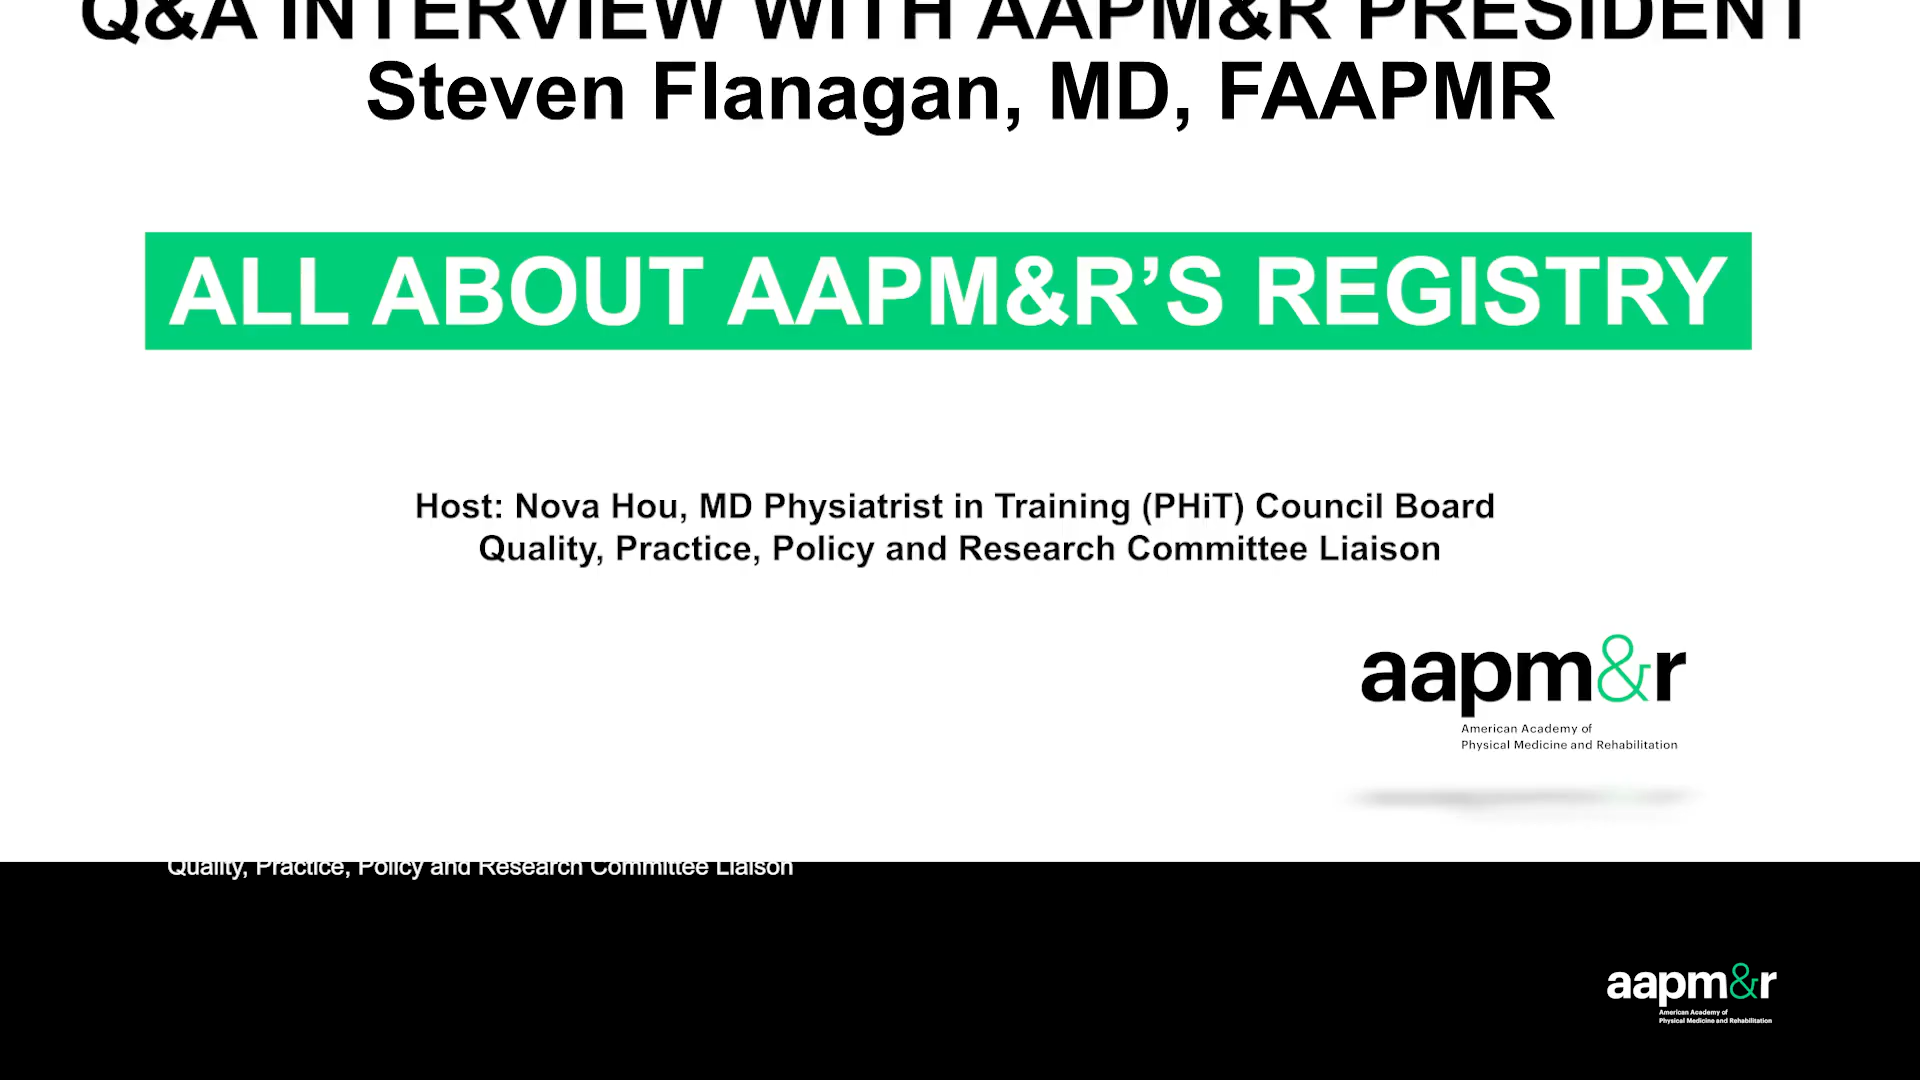 Q&A INTERVIEW WITH AAPM&R PRESIDENT
Steven Flanagan, MD, FAAPMR
ALL ABOUT AAPM&R’S REGISTRY
Host: Nova Hou, MD Physiatrist in Training (PHiT) Council Board
Quality, Practice, Policy and Research Committee Liaison
aapm&r
American Academy of
Physical Medicine and Rehabilitation
Quality, Practice, Policy and Research Committee Liaison
aapm&r
American Academy of
Physical Medicine and Rehabilitation